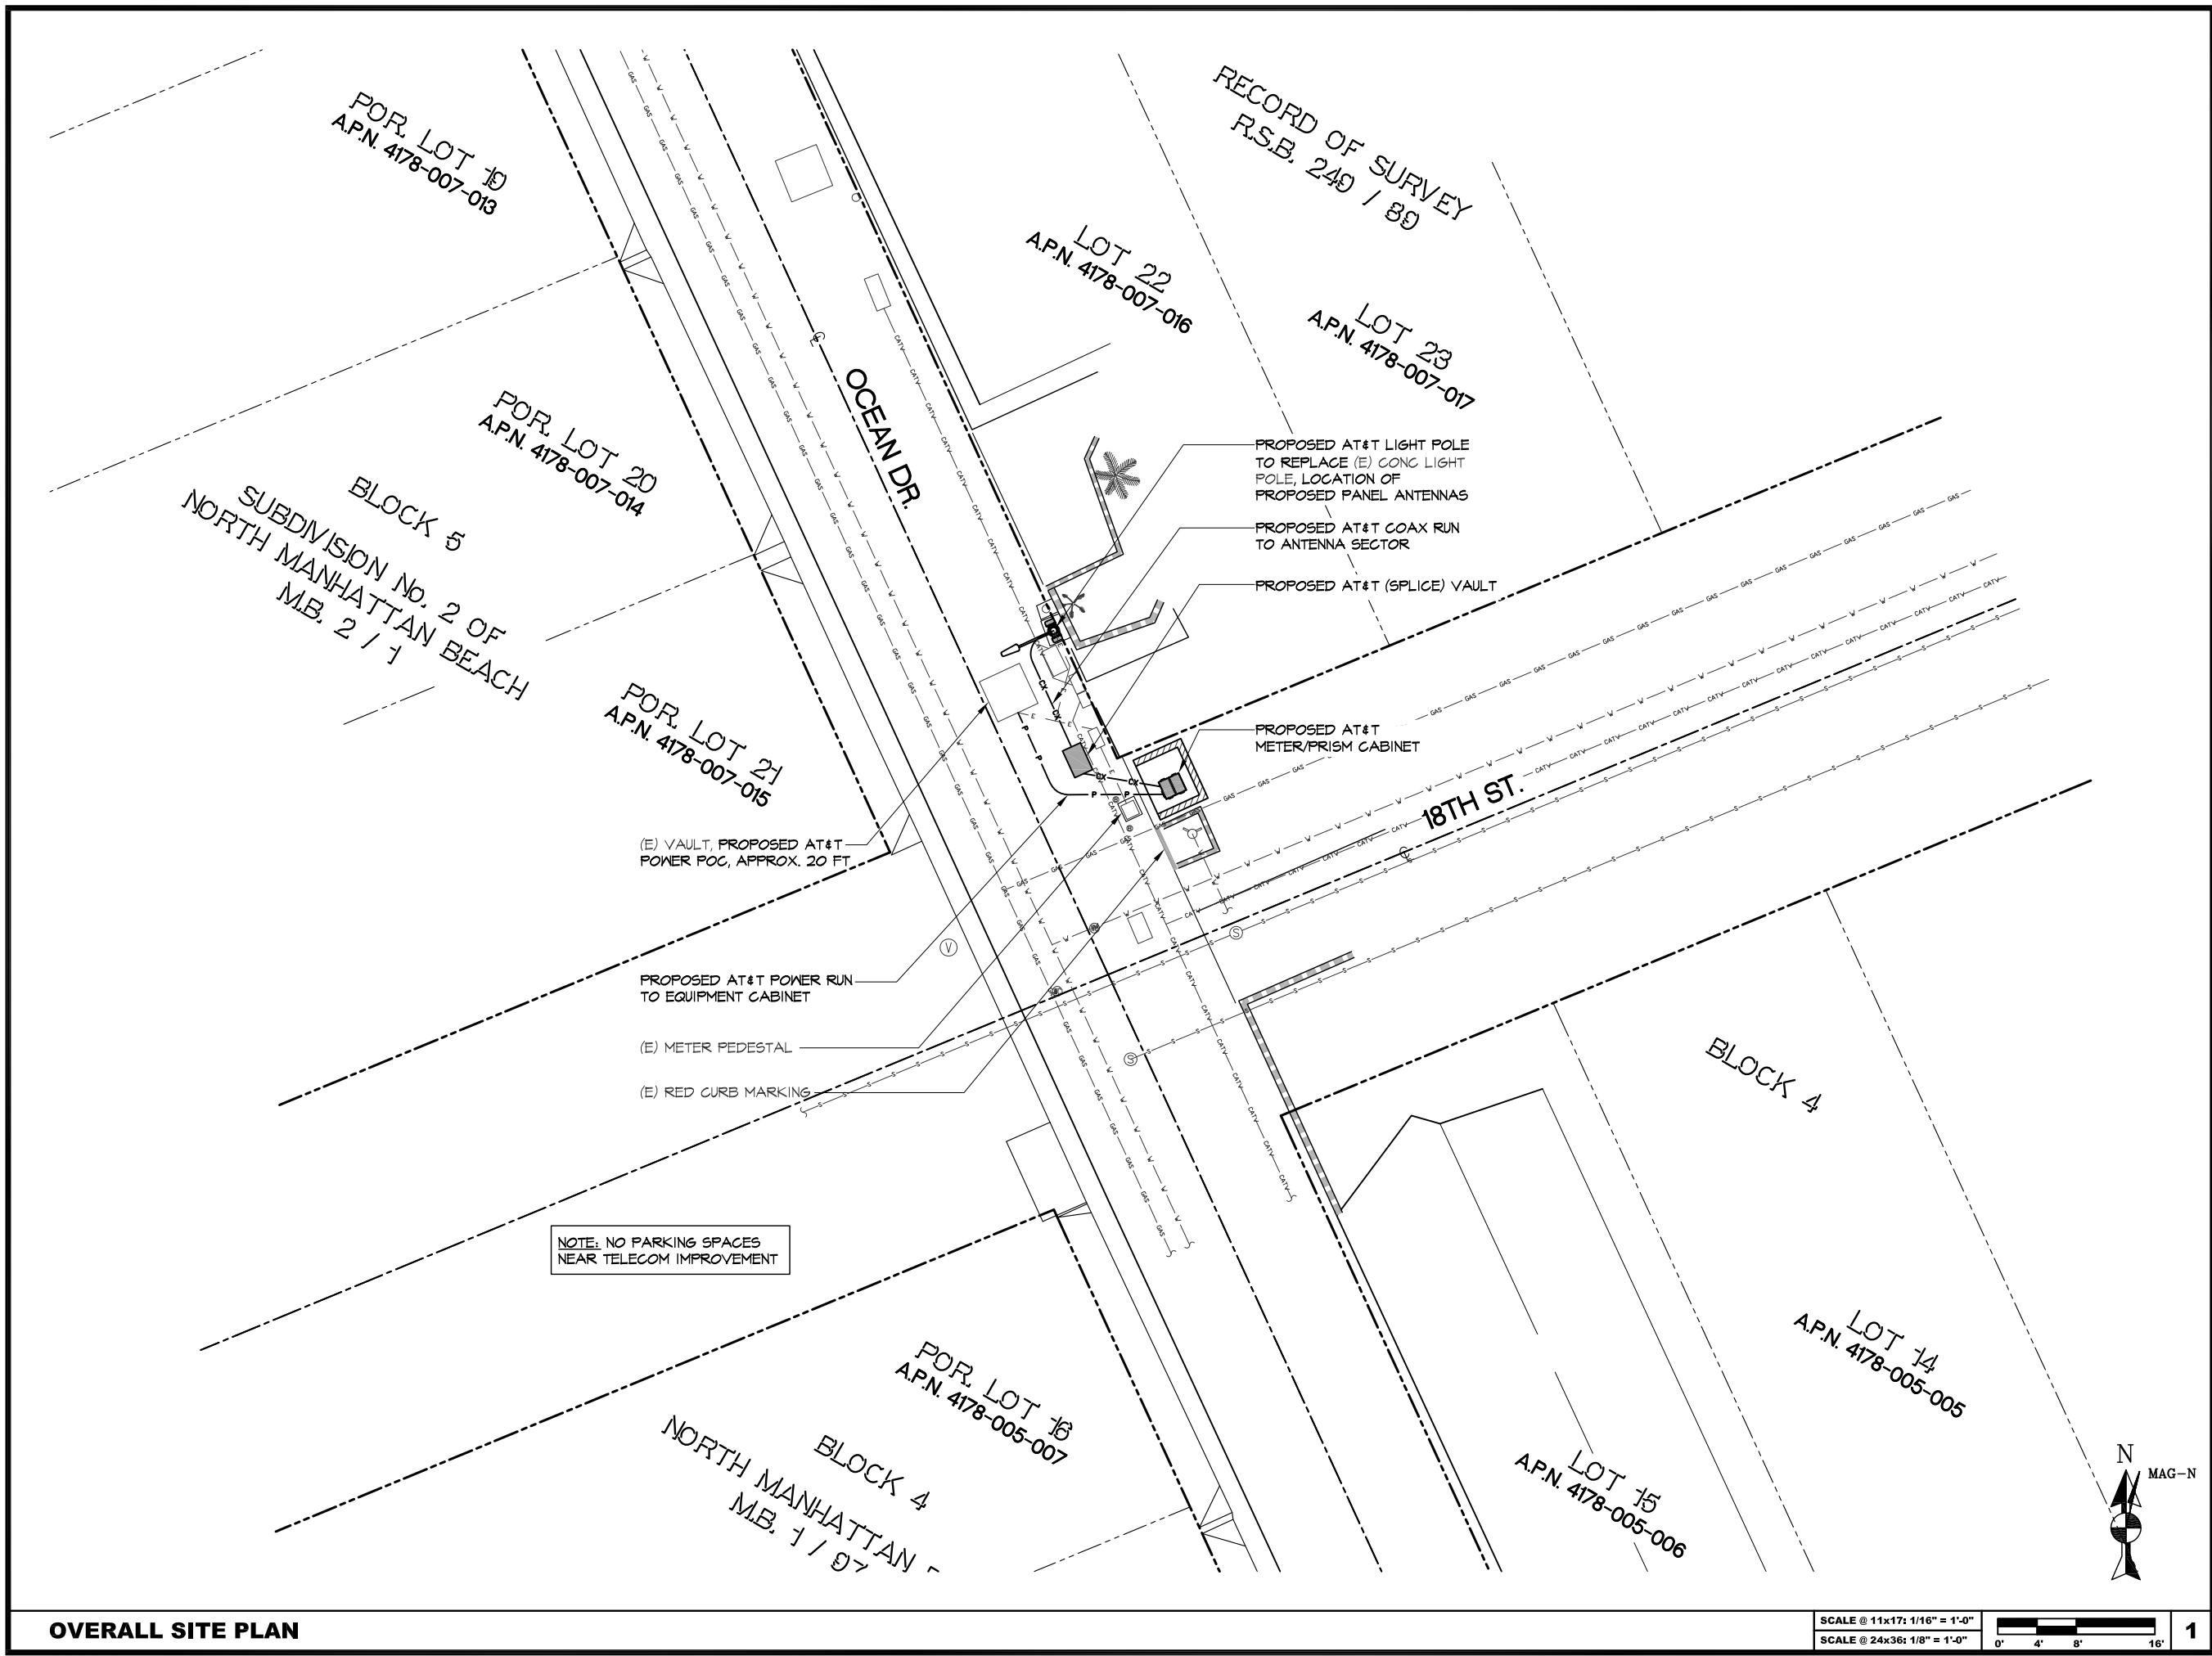 POR. LOT 19
A.P.N. 4178-007-013
RECORD OF SURVEY
R.S.B. 249 / 89
LOT 22
A.P.N. 4178-007-016
LOT 23
A.P.N. 4178-007-017
OCEAN DR.
POR. LOT 20
A.P.N. 4178-007-014
BLOCK 5
SUBDIVISION No. 2 OF
NORTH MANHATTAN BEACH
M.B. 2 / 1
POR. LOT 21
A.P.N. 4178-007-015
PROPOSED AT&T LIGHT POLE
TO REPLACE (E) CONC LIGHT
POLE, LOCATION OF
PROPOSED PANEL ANTENNAS
PROPOSED AT&T COAX RUN
TO ANTENNA SECTOR
PROPOSED AT&T (SPLICE) VAULT
PROPOSED AT&T
METER/PRISM CABINET
18TH ST.
(E) VAULT, PROPOSED AT&T
POWER POC, APPROX. 20 FT
PROPOSED AT&T POWER RUN
TO EQUIPMENT CABINET
(E) METER PEDESTAL
(E) RED CURB MARKING
NOTE: NO PARKING SPACES
NEAR TELECOM IMPROVEMENT
GAS
W
CATV
S
E
P
CX
V
BLOCK 4
LOT 14
A.P.N. 4178-005-005
LOT 15
A.P.N. 4178-005-006
POR. LOT 16
A.P.N. 4178-005-007
BLOCK 4
NORTH MANHATTAN
M.B. 1 / 97
N
MAG-N
OVERALL SITE PLAN
SCALE @ 11x17: 1/16" = 1'-0"
SCALE @ 24x36: 1/8" = 1'-0"
0' 4' 8' 16'
1